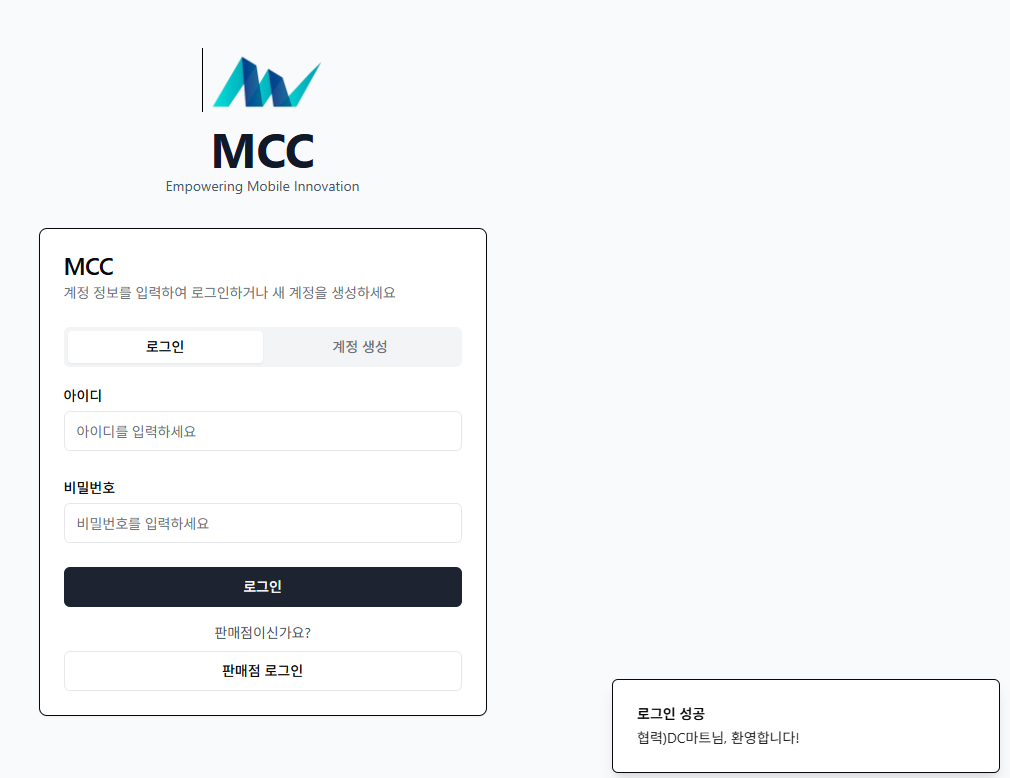 MCC
Empowering Mobile Innovation
MCC
계정 정보를 입력하여 로그인하거나 새 계정을 생성하세요
로그인
계정 생성
아이디
아이디를 입력하세요
비밀번호
비밀번호를 입력하세요
로그인
판매점이신가요?
판매점 로그인
로그인 성공
협력)DC마트님, 환영합니다!